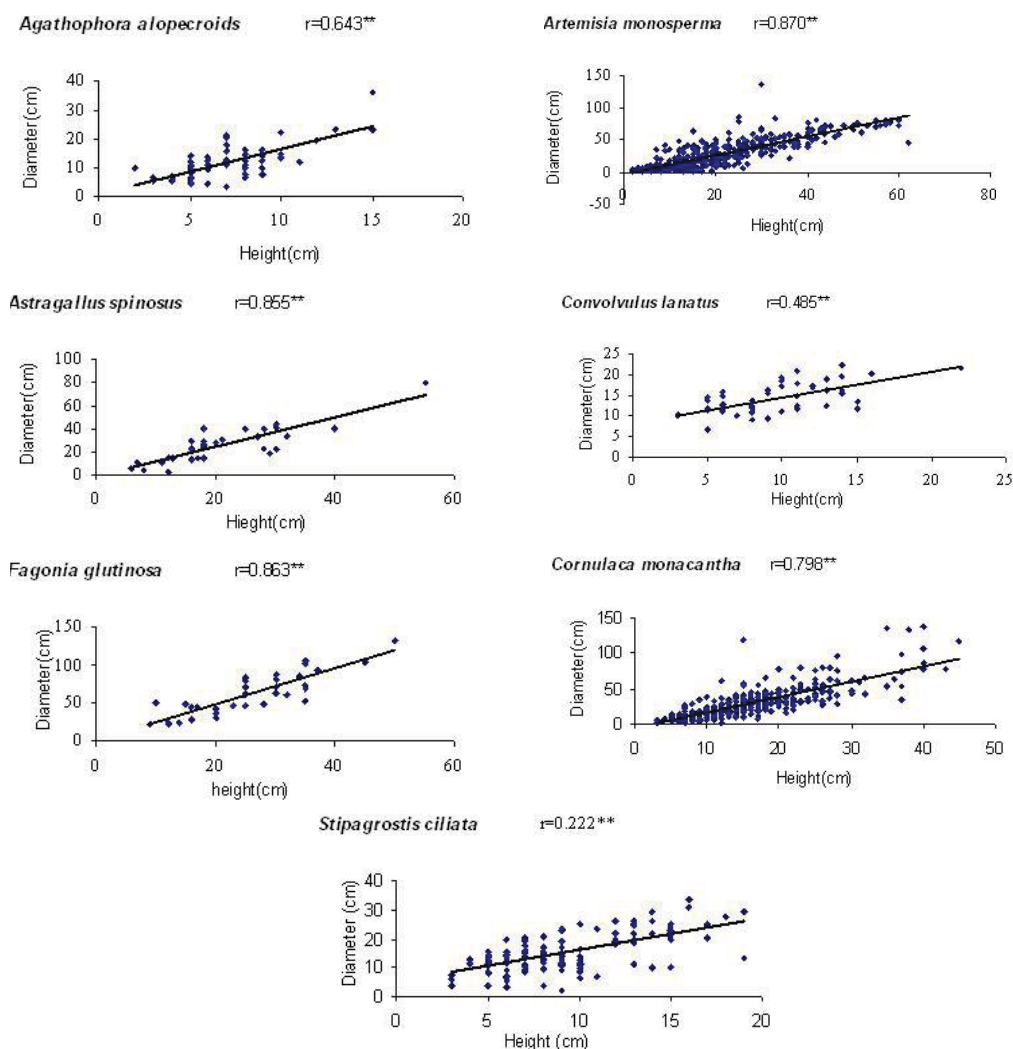 Agathophora alopecroids r=0.643**
Diameter(cm)
40
30
20
10
0
0 5 10 15 20
Height(cm)
Artemisia monosperma r=0.870**
Diameter(cm)
150
100
50
0
-50
20 40 60 80
Hieght(cm)
Astragallus spinosus r=0.855**
Diameter(cm)
100
80
60
40
20
0
0 20 40 60
Hieght(cm)
Convolvulus lanatus r=0.485**
Diameter(cm)
25
20
15
10
5
0
0 5 10 15 20 25
Height(cm)
Fagonia glutinosa r=0.863**
Diameter(cm)
150
100
50
0
0 20 40 60
height(cm)
Cornulaca monacantha r=0.798**
Diameter(cm)
150
100
50
0
0 10 20 30 40 50
Height(cm)
Stipagrostis ciliata r=0.222**
Diameter (cm)
40
30
20
10
0
0 5 10 15 20
Height (cm)